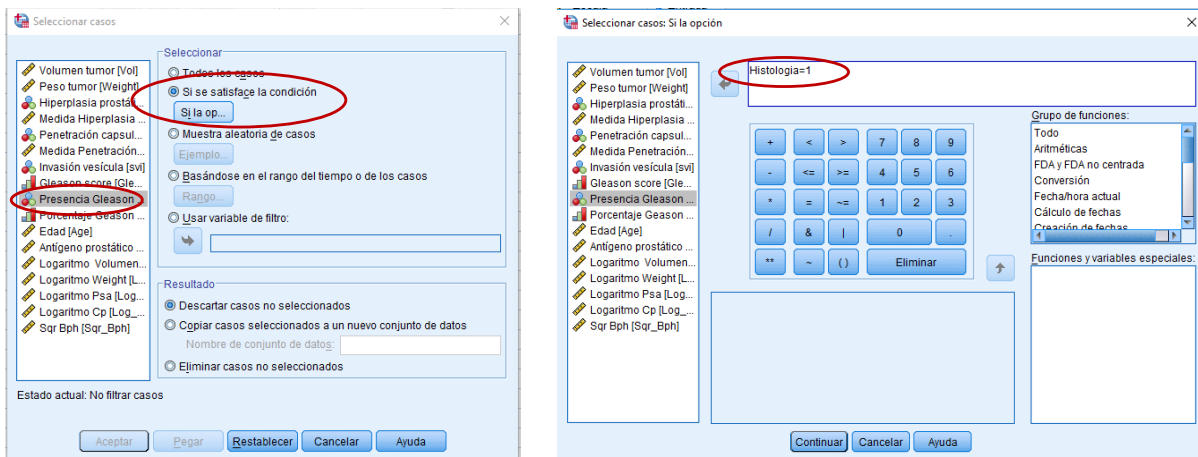 Seleccionar casos
Volumen tumor [Vol]
Peso tumor [Weight]
Hiperplasia prostáti...
Medida Hiperplasia ...
Penetración capsul...
Medida Penetración...
Invasión vesícula [svi]
Gleason score [Gle...
Presencia Gleason
Porcentaje Geason ...
Edad [Age]
Antígeno prostático ...
Logaritmo Volumen...
Logaritmo Weight [L...
Logaritmo Psa [Log...
Logaritmo Cp [Log_...
Sqr Bph [Sqr_Bph]
Seleccionar
Todos los casos
Si se satisface la condición
Si la op...
Muestra aleatoria de casos
Ejemplo...
Basándose en el rango del tiempo o de los casos
Rango...
Usar variable de filtro:
Resultado
Descartar casos no seleccionados
Copiar casos seleccionados a un nuevo conjunto de datos
Nombre de conjunto de datos:
Eliminar casos no seleccionados
Estado actual: No filtrar casos
Aceptar Pegar Restablecer Cancelar Ayuda
Seleccionar casos: Si la opción
Volumen tumor [Vol]
Peso tumor [Weight]
Hiperplasia prostáti...
Medida Hiperplasia ...
Penetración capsul...
Medida Penetración...
Invasión vesícula [svi]
Gleason score [Gle...
Presencia Gleason ...
Porcentaje Geason ...
Edad [Age]
Antígeno prostático ...
Logaritmo Volumen...
Logaritmo Weight [L...
Logaritmo Psa [Log...
Logaritmo Cp [Log_...
Sqr Bph [Sqr_Bph]
Histologia=1
+ < > 7 8 9
- <= >= 4 5 6
* = ~= 1 2 3
/ & | 0 .
** ~ ( ) Eliminar
Grupo de funciones:
Todo
Aritméticas
FDA y FDA no centrada
Conversión
Fecha/hora actual
Cálculo de fechas
Creación de fechas
Funciones y variables especiales:
Continuar Cancelar Ayuda